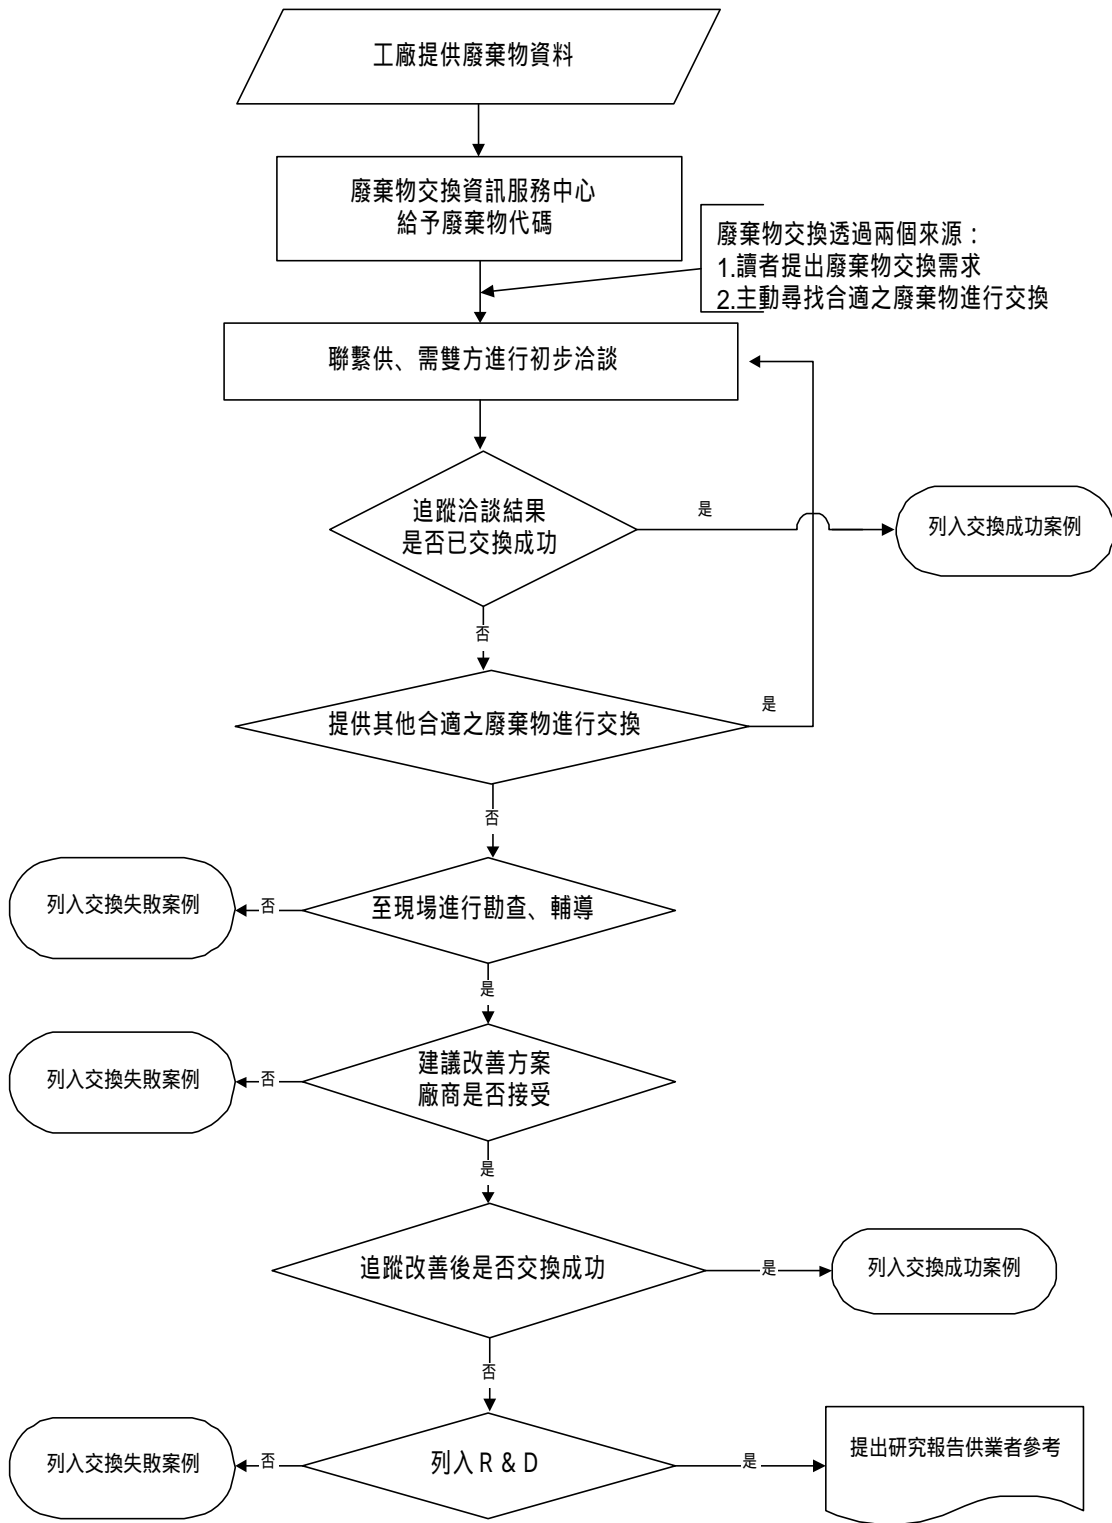 工廠提供廢棄物資料
廢棄物交換資訊服務中心
給予廢棄物代碼
廢棄物交換透過兩個來源：
1.讀者提出廢棄物交換需求
2.主動尋找合適之廢棄物進行交換
聯繫供、需雙方進行初步洽談
追蹤洽談結果
是否已交換成功
是
列入交換成功案例
否
提供其他合適之廢棄物進行交換
是
否
至現場進行勘查、輔導
否
列入交換失敗案例
是
建議改善方案
廠商是否接受
否
列入交換失敗案例
是
追蹤改善後是否交換成功
是
列入交換成功案例
否
列入R & D
否
列入交換失敗案例
是
提出研究報告供業者參考